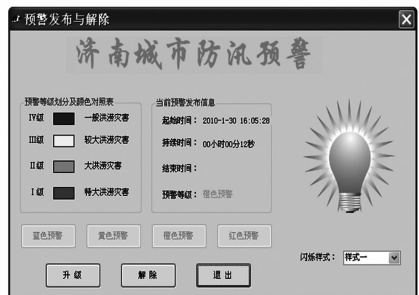 预警发布与解除
济南城市防汛预警
预警等级划分及颜色对照表
IV级 一般洪涝灾害
III级 较大洪涝灾害
II级 大洪涝灾害
I级 特大洪涝灾害
当前预警发布信息
起始时间: 2010-1-30 16:05:28
持续时间: 00小时00分12秒
结束时间:
预警等级: 橙色预警
蓝色预警 黄色预警 橙色预警 红色预警
闪烁样式: 样式一
升级 解除 退出